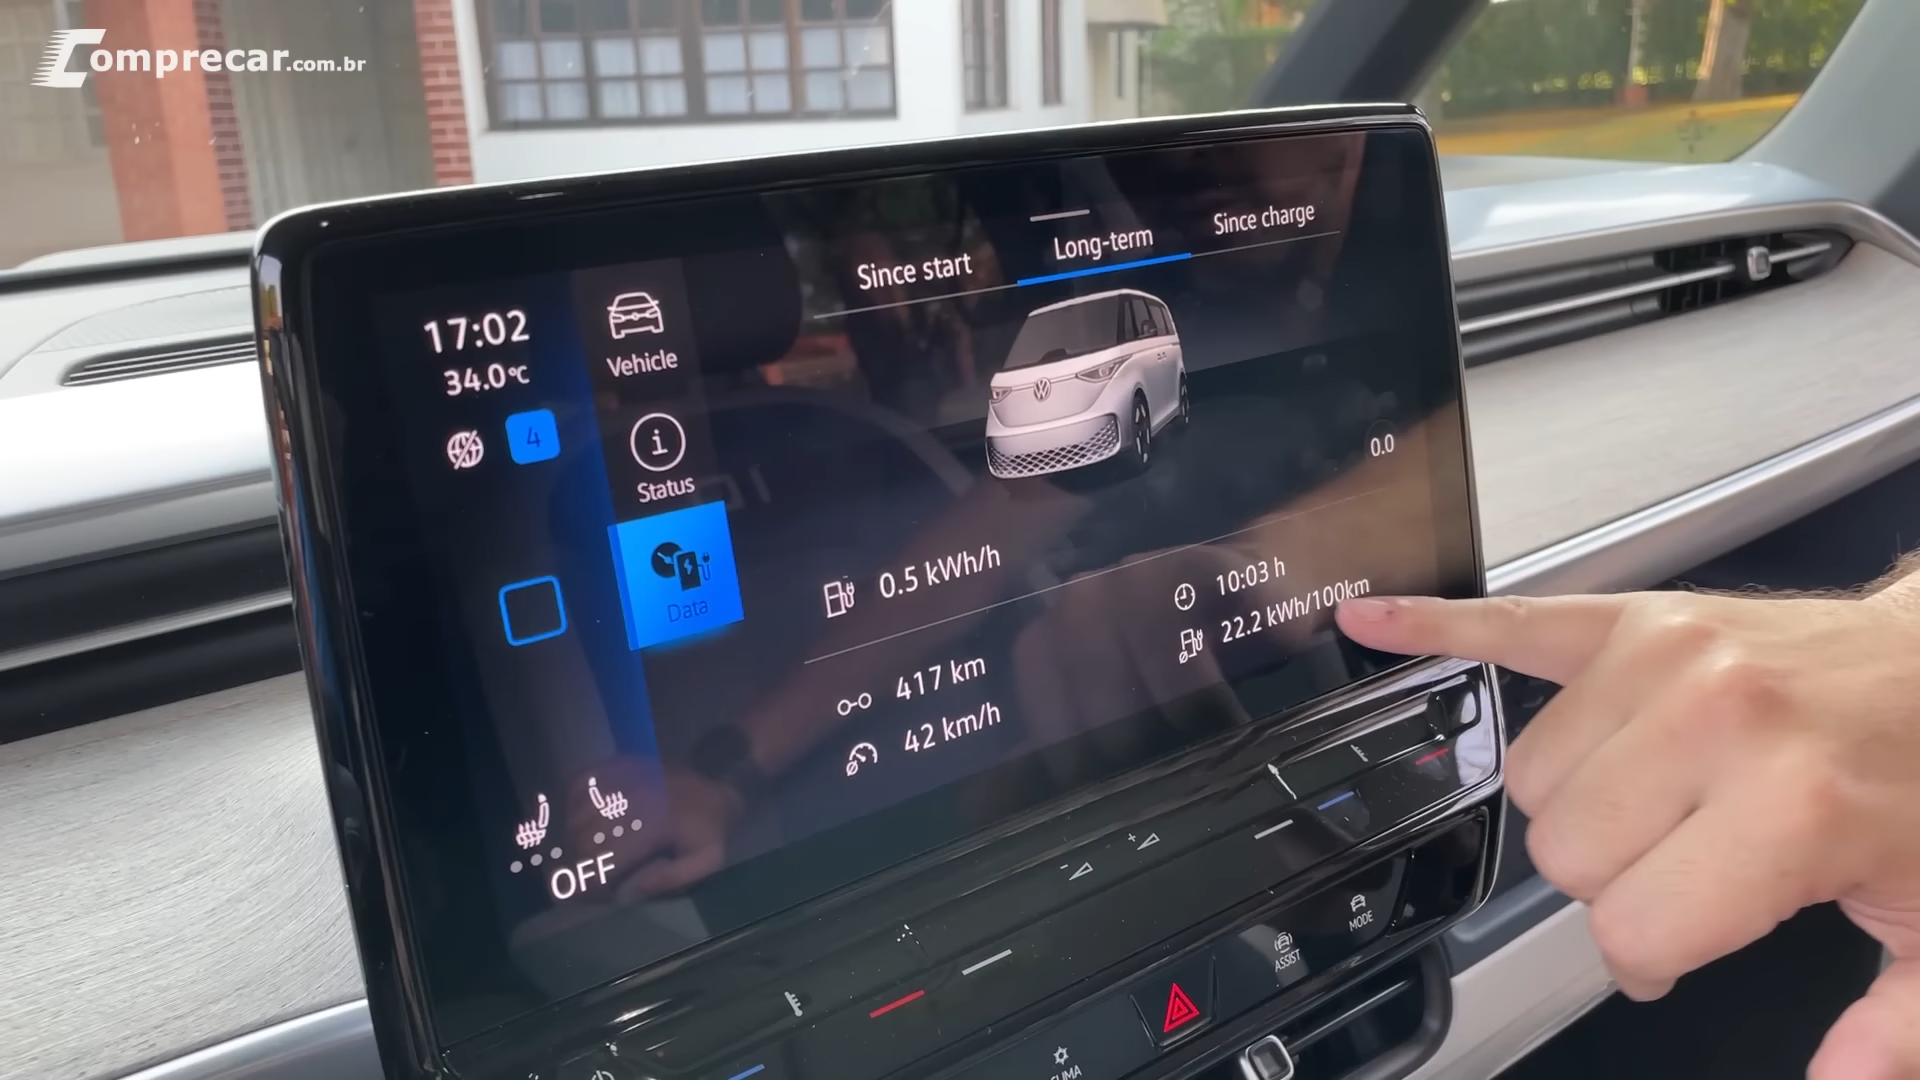 Comprecar.com.br
Since start
Long-term
Since charge
17:02
34.0°C
4
Vehicle
Status
Data
OFF
0.0
0.5 kWh/h
417 km
42 km/h
10:03 h
22.2 kWh/100km
MODE
ASSIST